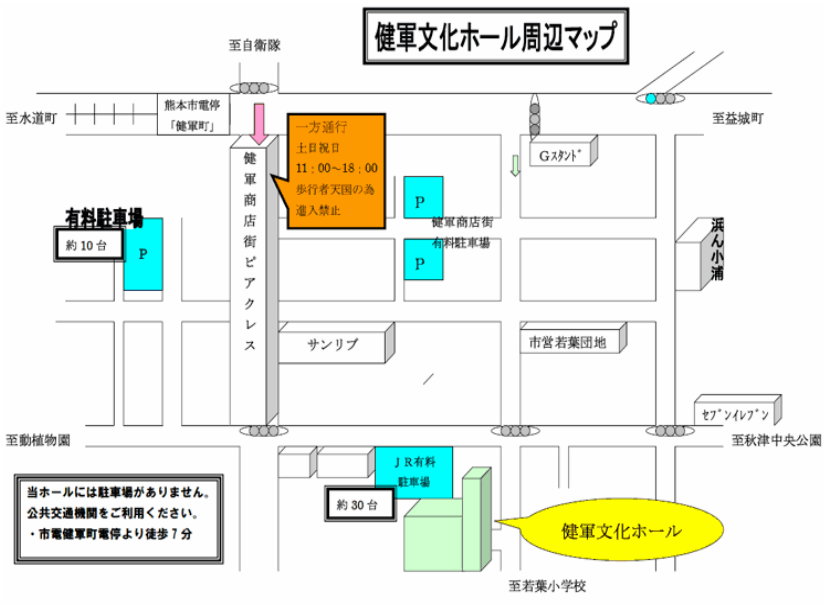 健軍文化ホール周辺マップ
至自衛隊
熊本市電停
「健軍町」
至水道町
至益城町
一方通行
土日祝日
11:00～18:00
歩行者天国の為
進入禁止
Gスタンド
健軍商店街ピアクレス
P
健軍商店街
有料駐車場
P
有料駐車場
約10台
P
浜ん小浦
サンリブ
市営若葉団地
セブンイレブン
至動植物園
至秋津中央公園
JR有料
駐車場
約30台
当ホールには駐車場がありません。
公共交通機関をご利用ください。
・市電健軍町電停より徒歩7分
健軍文化ホール
至若葉小学校